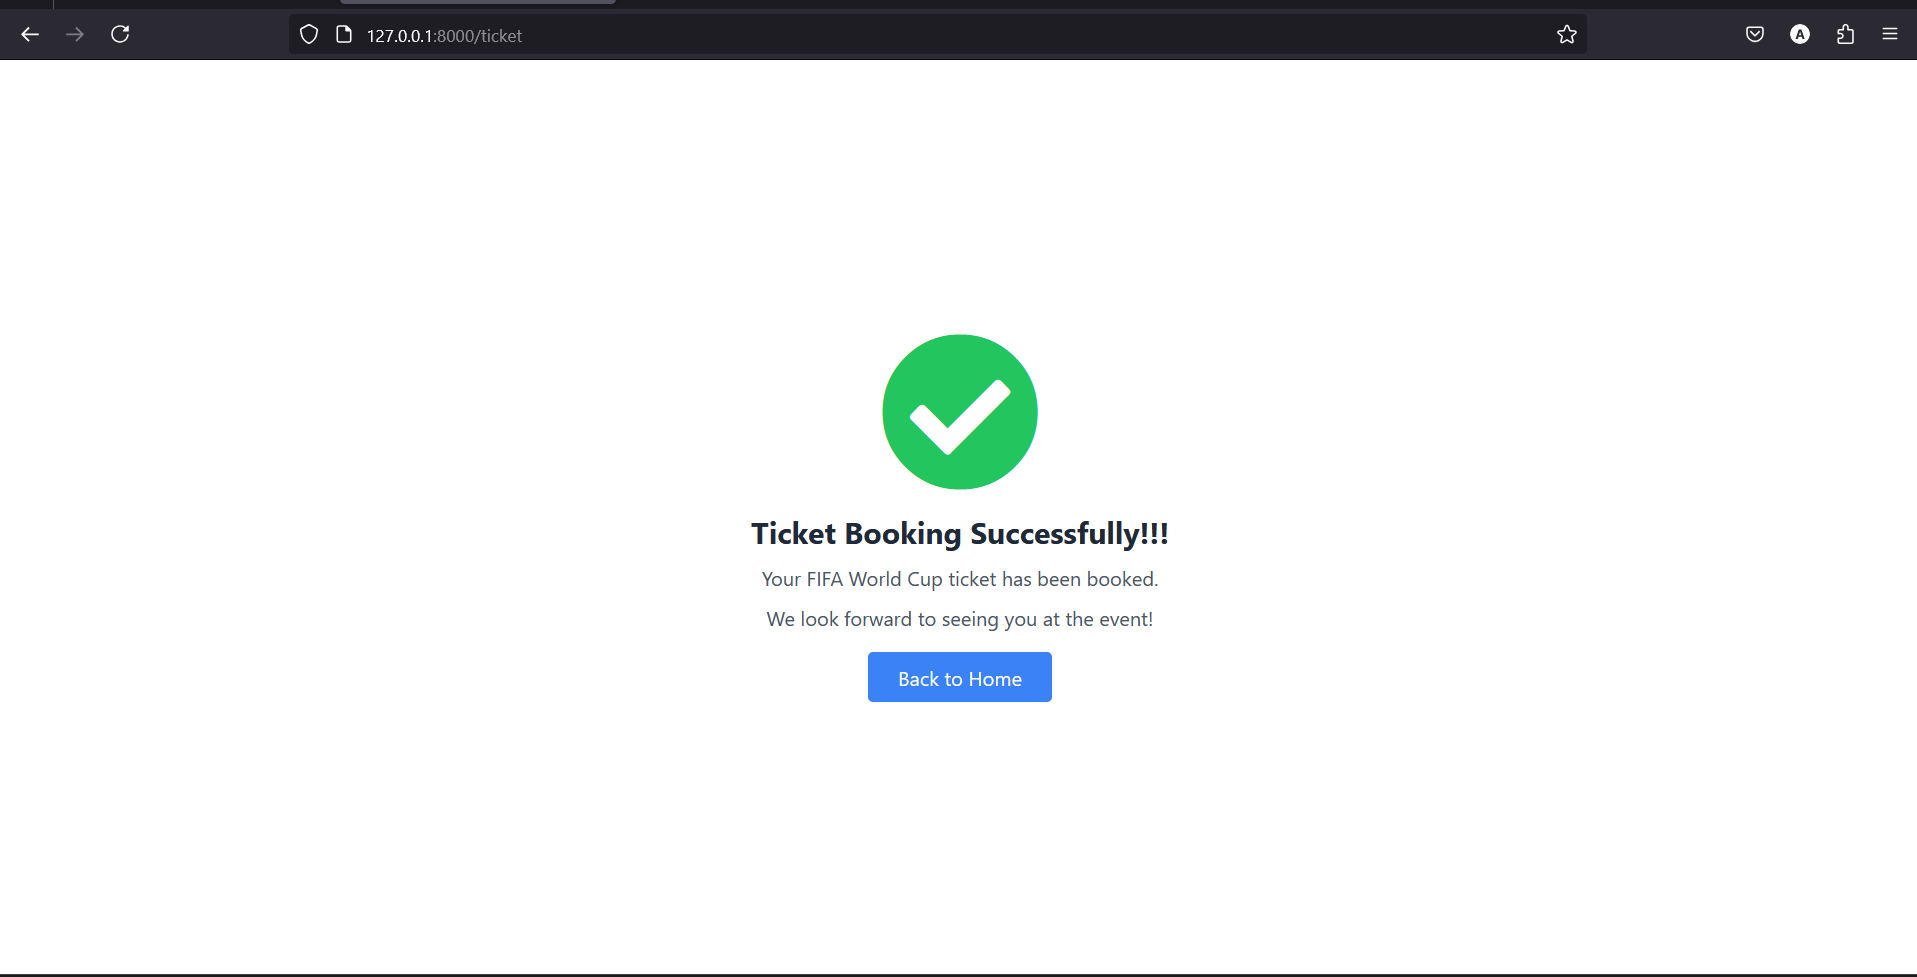 127.0.0.1:8000/ticket
A
Ticket Booking Successfully!!!
Your FIFA World Cup ticket has been booked.
We look forward to seeing you at the event!
Back to Home